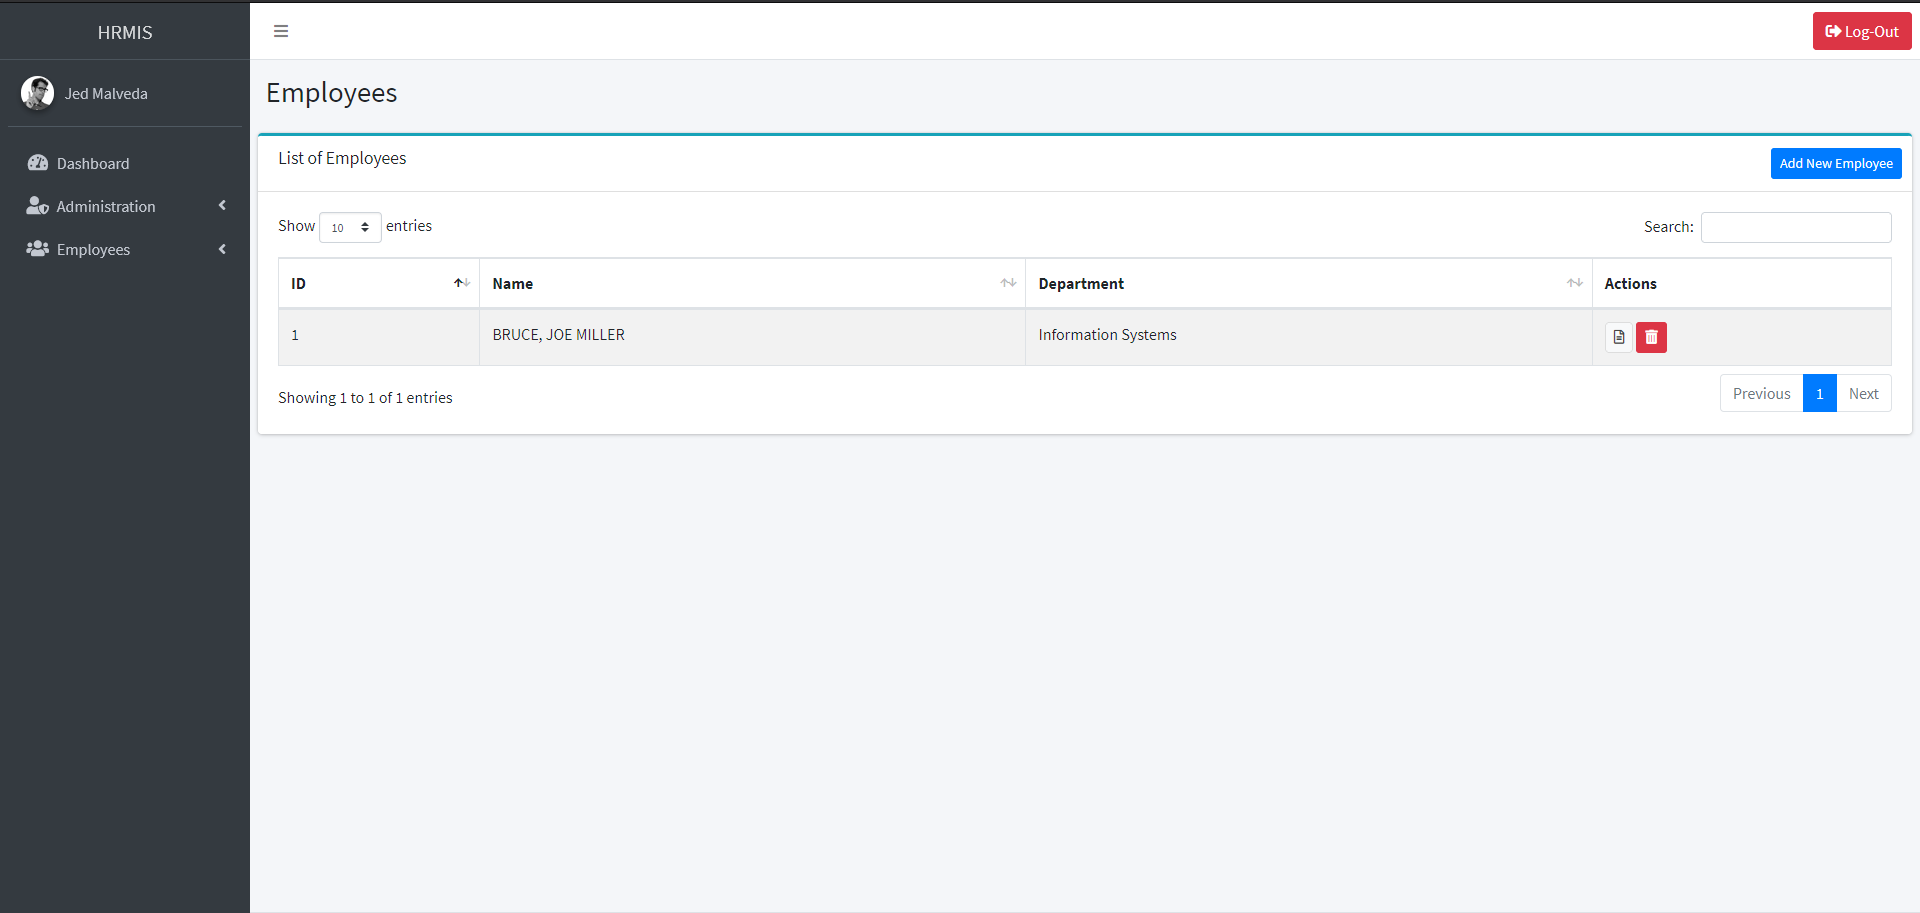 HRMIS
Log-Out
Jed Malveda
Employees
Dashboard
Administration
Employees
List of Employees
Add New Employee
Show 10 entries
Search:
ID Name Department Actions
1 BRUCE, JOE MILLER Information Systems
Showing 1 to 1 of 1 entries
Previous 1 Next